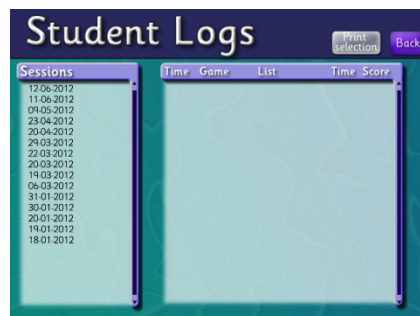 Student Logs
Print
selection
Back
Sessions
Time Game List Time Score
12-06-2012
11-06-2012
09-05-2012
23-04-2012
20-04-2012
29-03-2012
22-03-2012
20-03-2012
19-03-2012
06-03-2012
31-01-2012
30-01-2012
20-01-2012
19-01-2012
18-01-2012